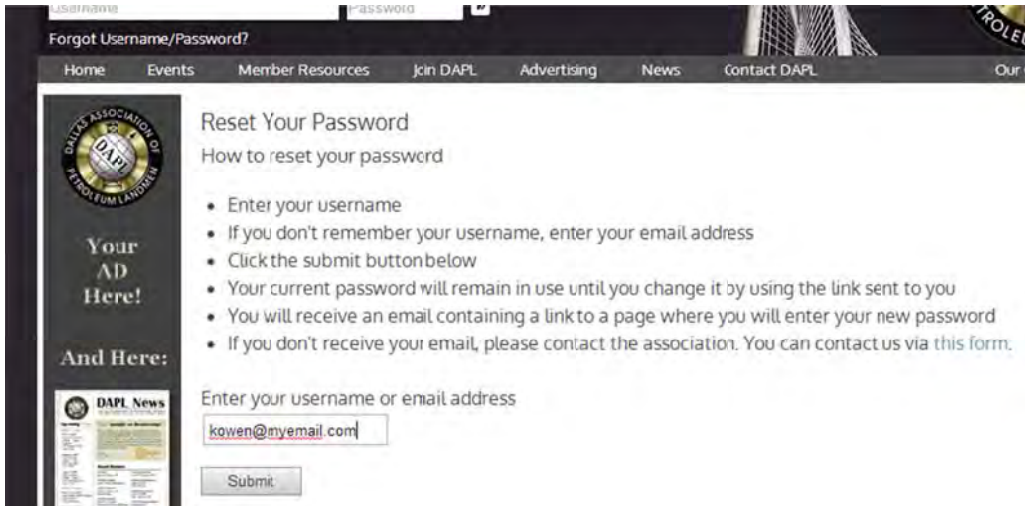 Username
Password
Forgot Username/Password?
Home Events Member Resources Join DAPL Advertising News Contact DAPL Our
DALLAS ASSOCIATION OF
DAPL
PETROLEUM LANDMEN
Your
AD
Here!
And Here:
DAPL News
Reset Your Password
How to reset your password
• Enter your username
• If you don't remember your username, enter your email address
• Click the submit button below
• Your current password will remain in use until you change it by using the link sent to you
• You will receive an email containing a link to a page where you will enter your new password
• If you don't receive your email, please contact the association. You can contact us via this form.
Enter your username or email address
kowen@myemail.com
Submit